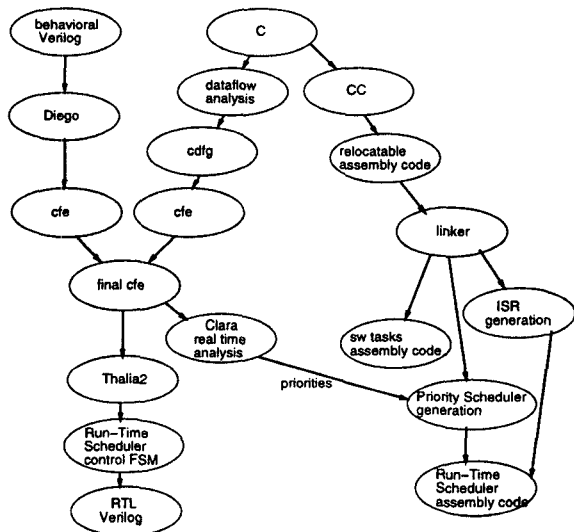 behavioral
Verilog
C
Diego
dataflow
analysis
CC
cdfg
relocatable
assembly code
cfe
cfe
linker
final cfe
ISR
generation
Clara
real time
analysis
sw tasks
assembly code
Thalia2
priorities
Priority Scheduler
generation
Run-Time
Scheduler
control FSM
Run-Time
Scheduler
assembly code
RTL
Verilog